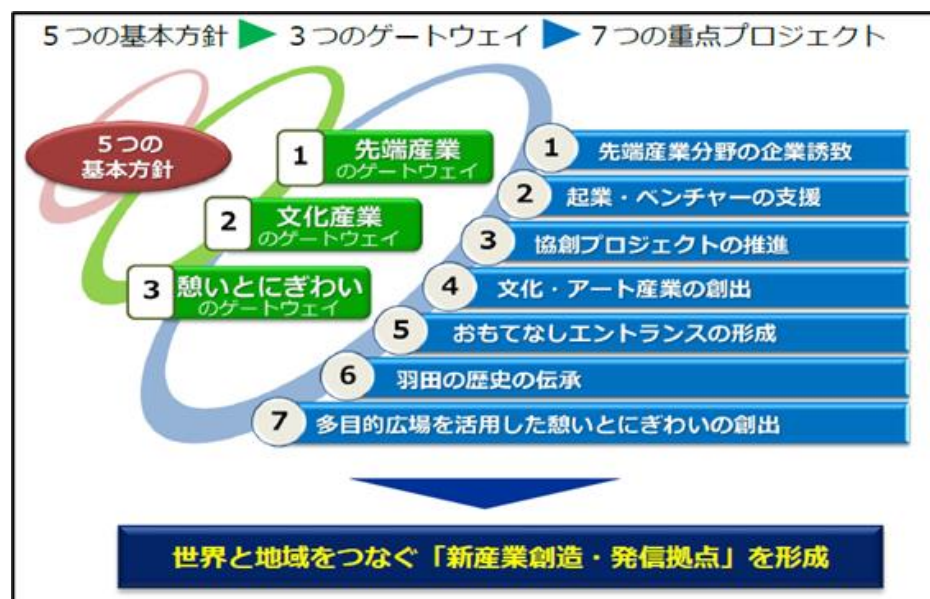 5つの基本方針 ▶ 3つのゲートウェイ ▶ 7つの重点プロジェクト
5つの
基本方針
1 先端産業
のゲートウェイ
2 文化産業
のゲートウェイ
3 憩いとにぎわい
のゲートウェイ
1 先端産業分野の企業誘致
2 起業・ベンチャーの支援
3 協創プロジェクトの推進
4 文化・アート産業の創出
5 おもてなしエントランスの形成
6 羽田の歴史の伝承
7 多目的広場を活用した憩いとにぎわいの創出
世界と地域をつなぐ「新産業創造・発信拠点」を形成